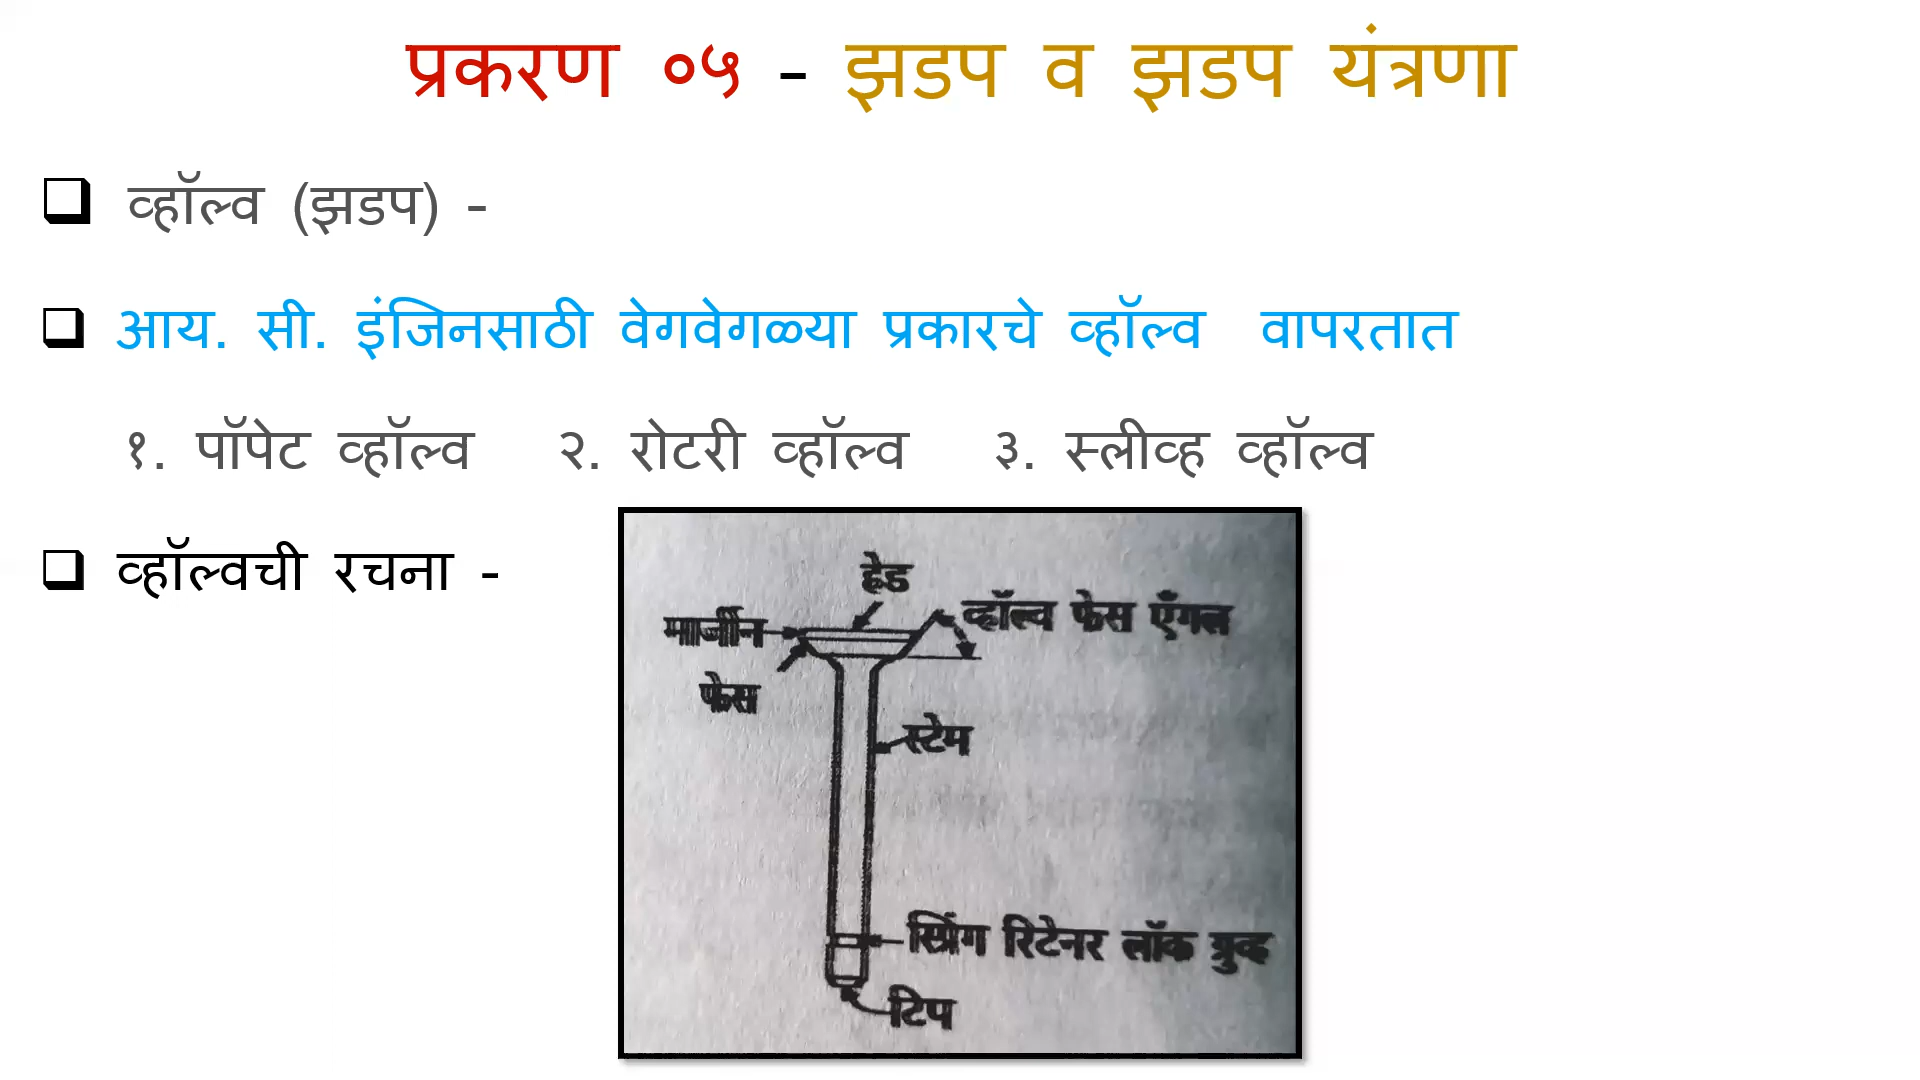 प्रकरण ०५ - झडप व झडप यंत्रणा
व्हॉल्व (झडप) -
आय. सी. इंजिनसाठी वेगवेगळ्या प्रकारचे व्हॉल्व वापरतात
१. पॉपेट व्हॉल्व २. रोटरी व्हॉल्व ३. स्लीव्ह व्हॉल्व
व्हॉल्वची रचना -
हेड
व्हॉल्व फेस एँगल
मार्जीन
फेस
स्टेम
स्प्रिंग रिटेनर लॉक ग्रुव्ह
टिप